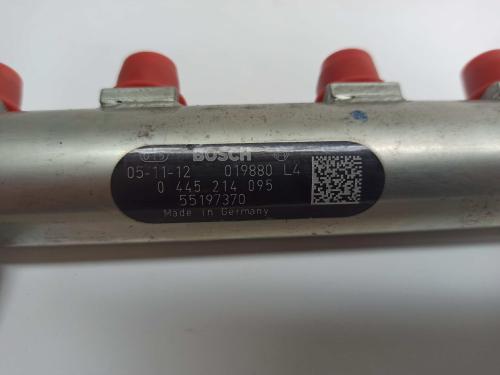 BOSCH
05-11-12 019880 L4
0 445 214 095
55197370
Made in Germany